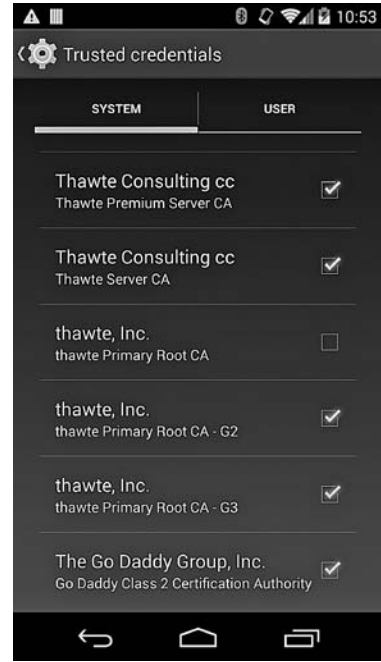 10:53
Trusted credentials
SYSTEM USER
Thawte Consulting cc
Thawte Premium Server CA
Thawte Consulting cc
Thawte Server CA
thawte, Inc.
thawte Primary Root CA
thawte, Inc.
thawte Primary Root CA - G2
thawte, Inc.
thawte Primary Root CA - G3
The Go Daddy Group, Inc.
Go Daddy Class 2 Certification Authority